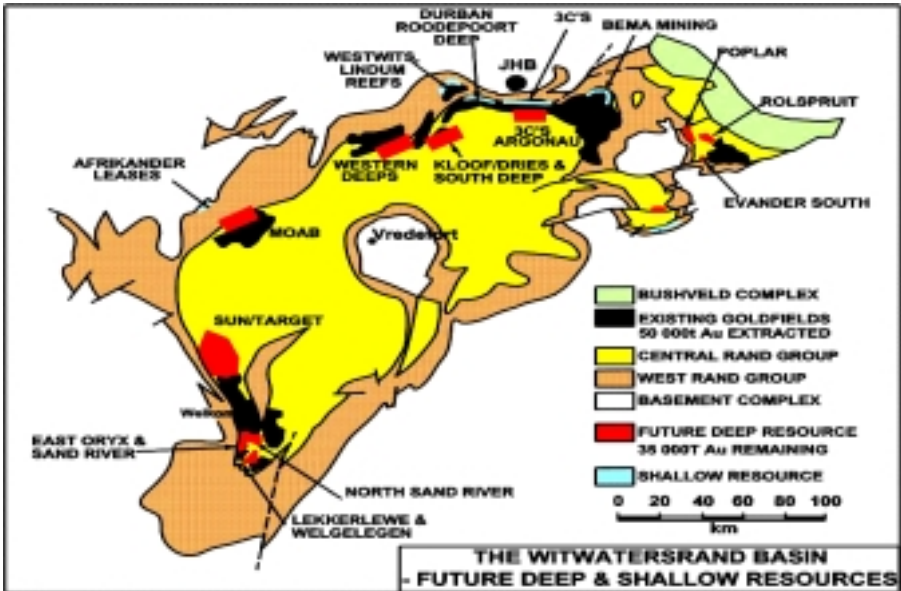 DURBAN
ROODEPOORT
DEEP
3C'S
BEMA MINING
WESTWITS
LINDUM
REEFS
JHB
POPLAR
ROLSPRUIT
3C'S
ARGONAU
AFRIKANDER
LEASES
WESTERN
DEEPS
KLOOF/DRIES &
SOUTH DEEP
EVANDER SOUTH
MOAB
Vredefort
SUN/TARGET
Welkom
EAST ORYX &
SAND RIVER
NORTH SAND RIVER
LEKKERLEWE &
WELGELEGEN
BUSHVELD COMPLEX
EXISTING GOLDFIELDS
50 000t Au EXTRACTED
CENTRAL RAND GROUP
WEST RAND GROUP
BASEMENT COMPLEX
FUTURE DEEP RESOURCE
35 000T Au REMAINING
SHALLOW RESOURCE
0 20 40 60 80 100
km
THE WITWATERSRAND BASIN
- FUTURE DEEP & SHALLOW RESOURCES